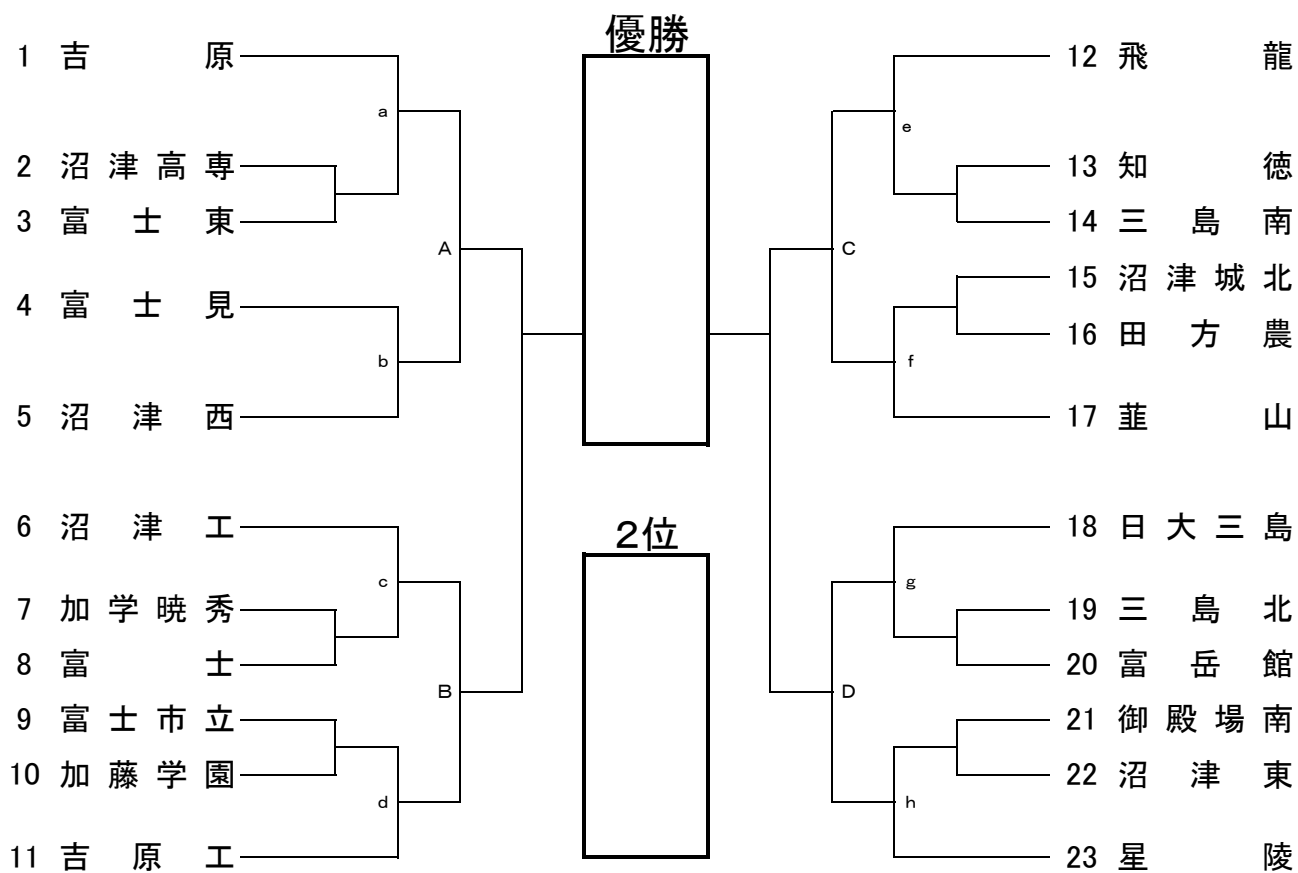 優勝
1 吉原
a
2 沼津高専
3 富士東
A
4 富士見
b
5 沼津西
6 沼津工
c
7 加学暁秀
8 富士
B
9 富士市立
10 加藤学園
d
11 吉原工
2位
12 飛龍
e
13 知徳
14 三島南
C
15 沼津城北
16 田方農
f
17 韮山
18 日大三島
g
19 三島北
20 富岳館
D
21 御殿場南
22 沼津東
h
23 星陵